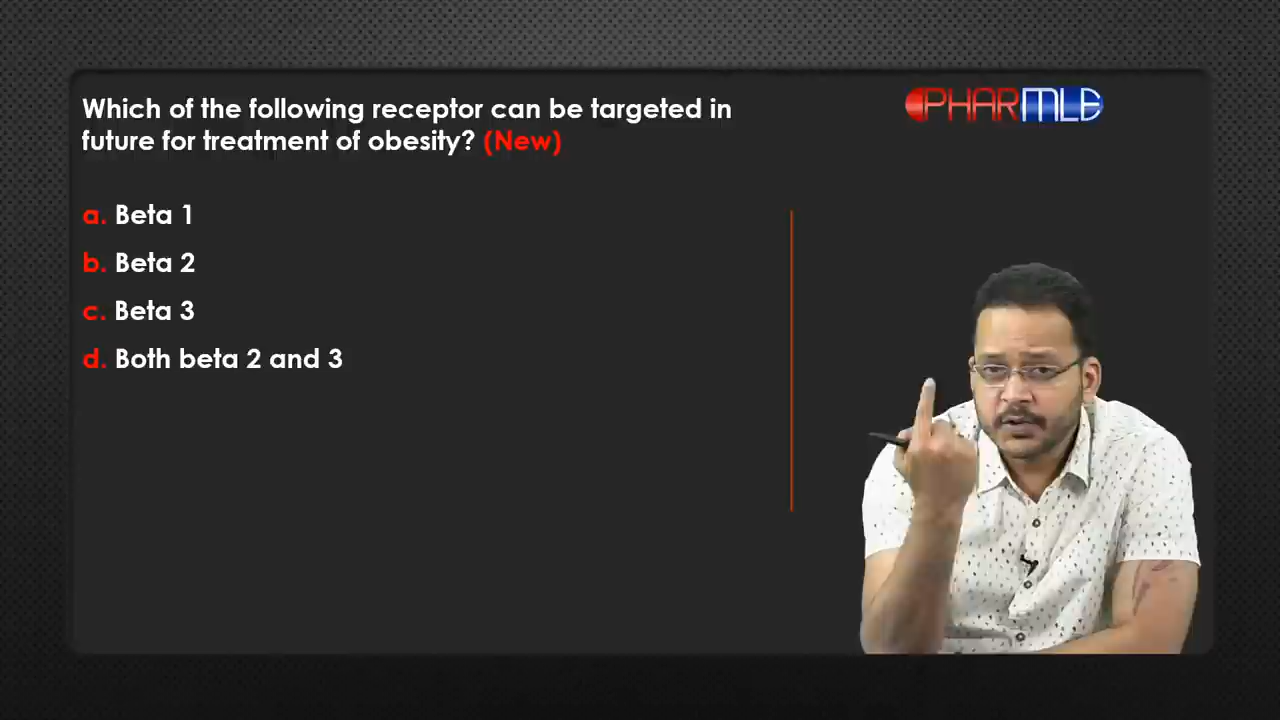 Which of the following receptor can be targeted in
future for treatment of obesity? (New)
PHARMLE
a. Beta 1
b. Beta 2
c. Beta 3
d. Both beta 2 and 3